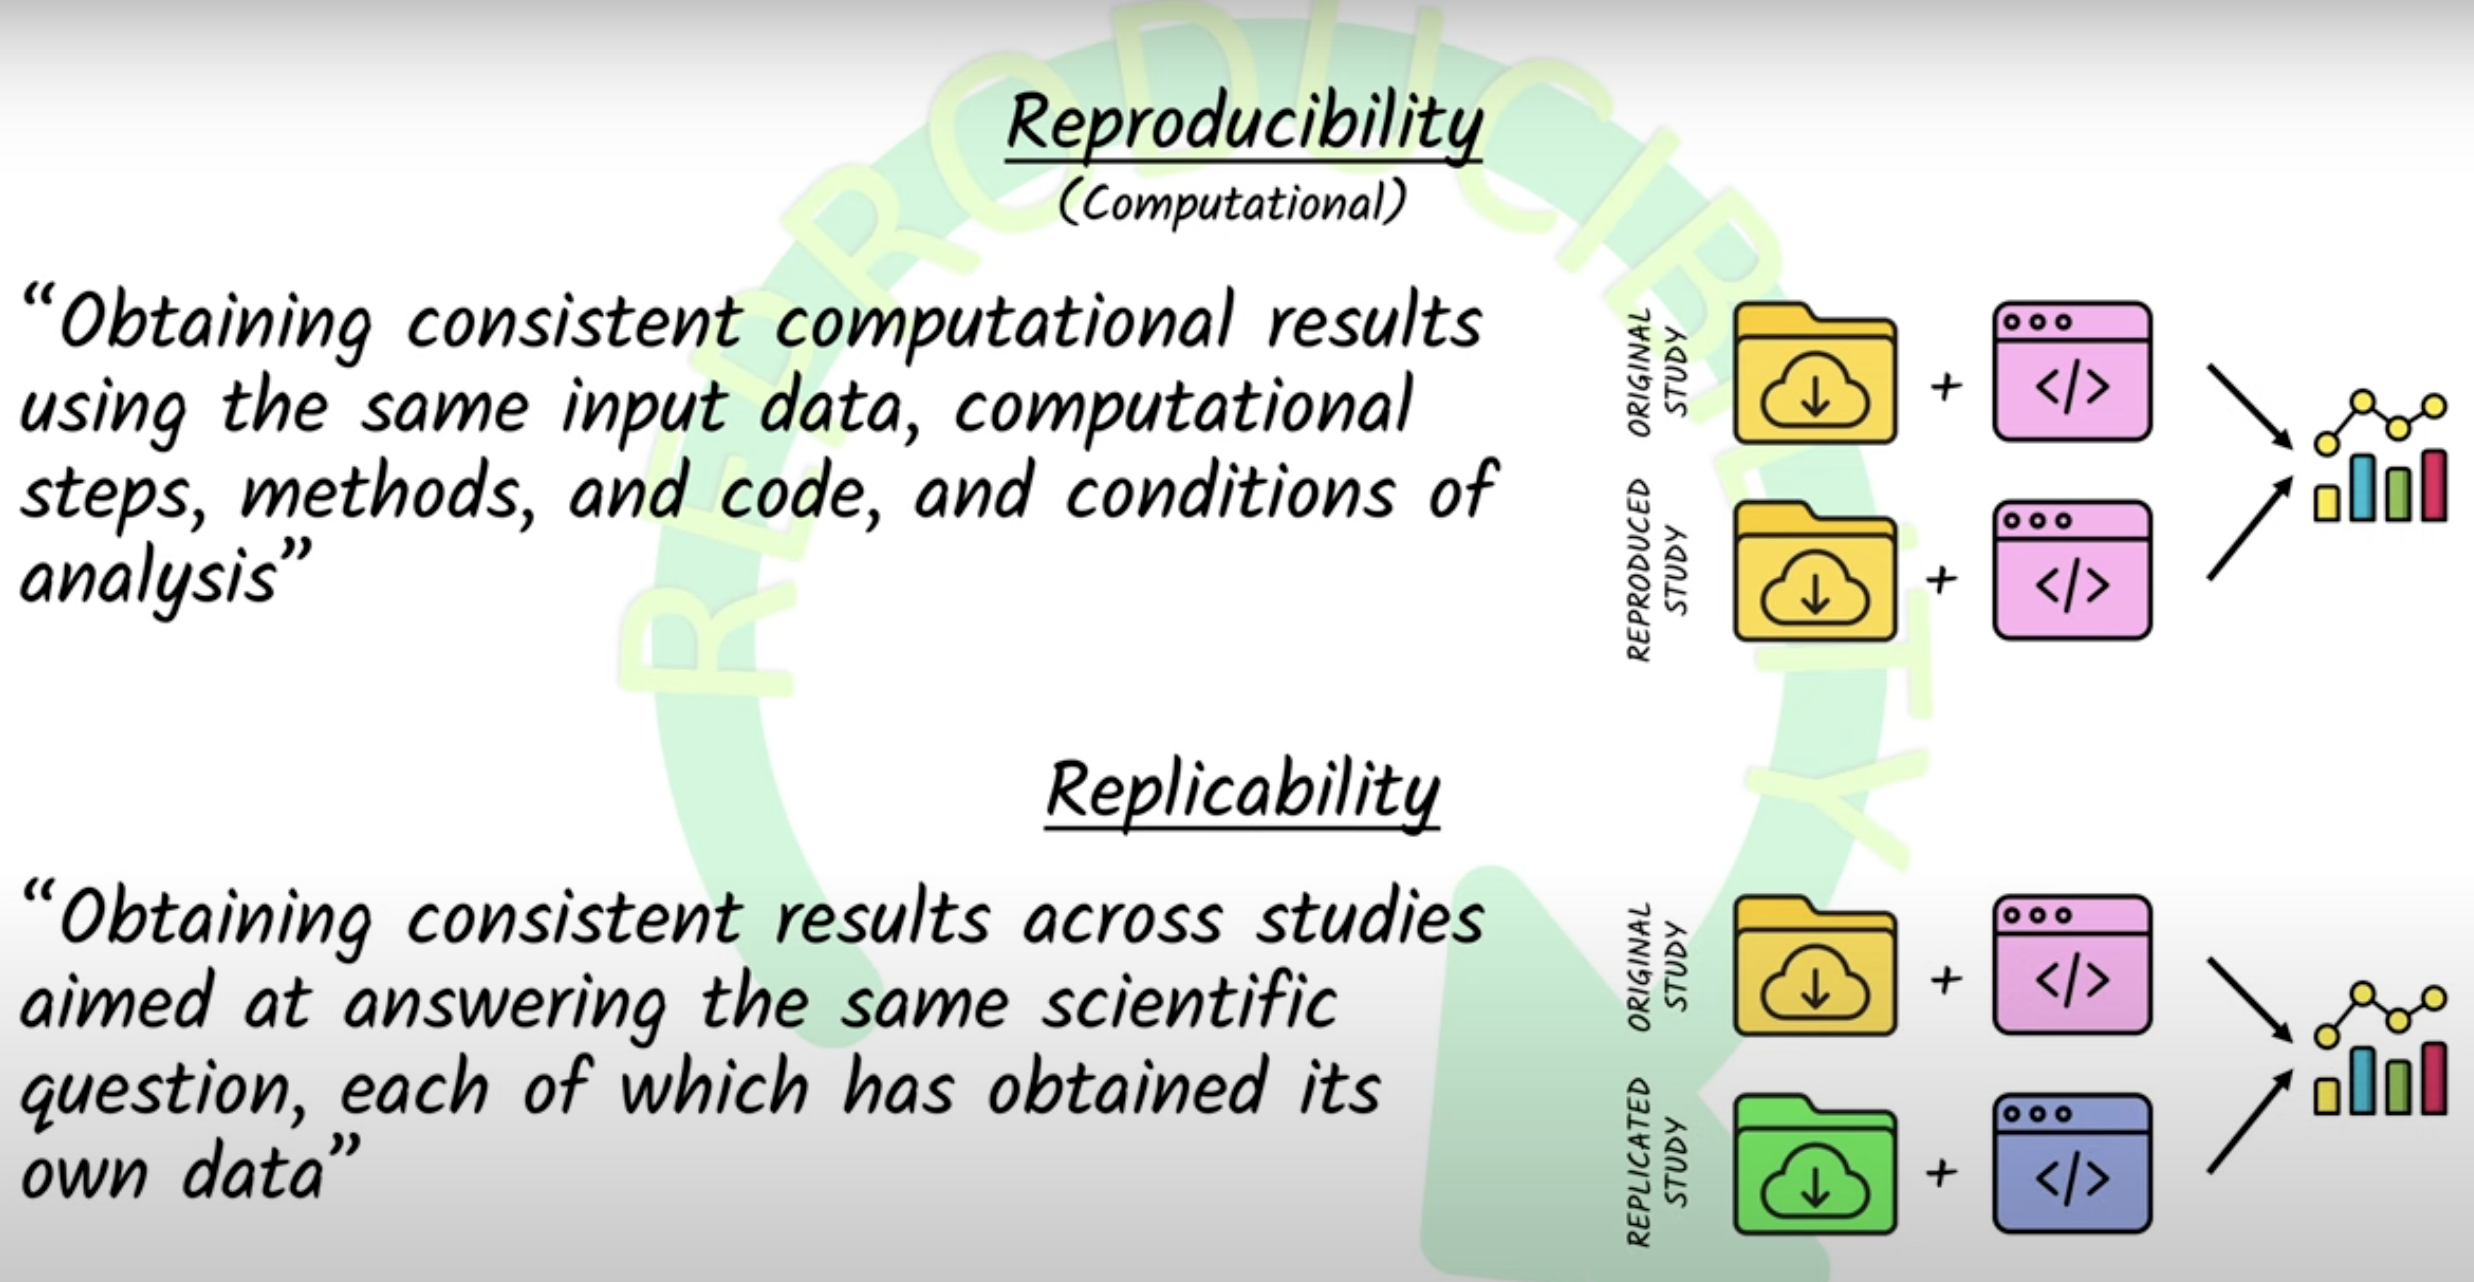 REPRODUCIBILITY
Reproducibility
(Computational)
“Obtaining consistent computational results
using the same input data, computational
steps, methods, and code, and conditions of
analysis”
ORIGINAL
STUDY
+
</>
REPRODUCED
STUDY
+
</>
Replicability
“Obtaining consistent results across studies
aimed at answering the same scientific
question, each of which has obtained its
own data”
ORIGINAL
STUDY
+
</>
REPLICATED
STUDY
+
</>